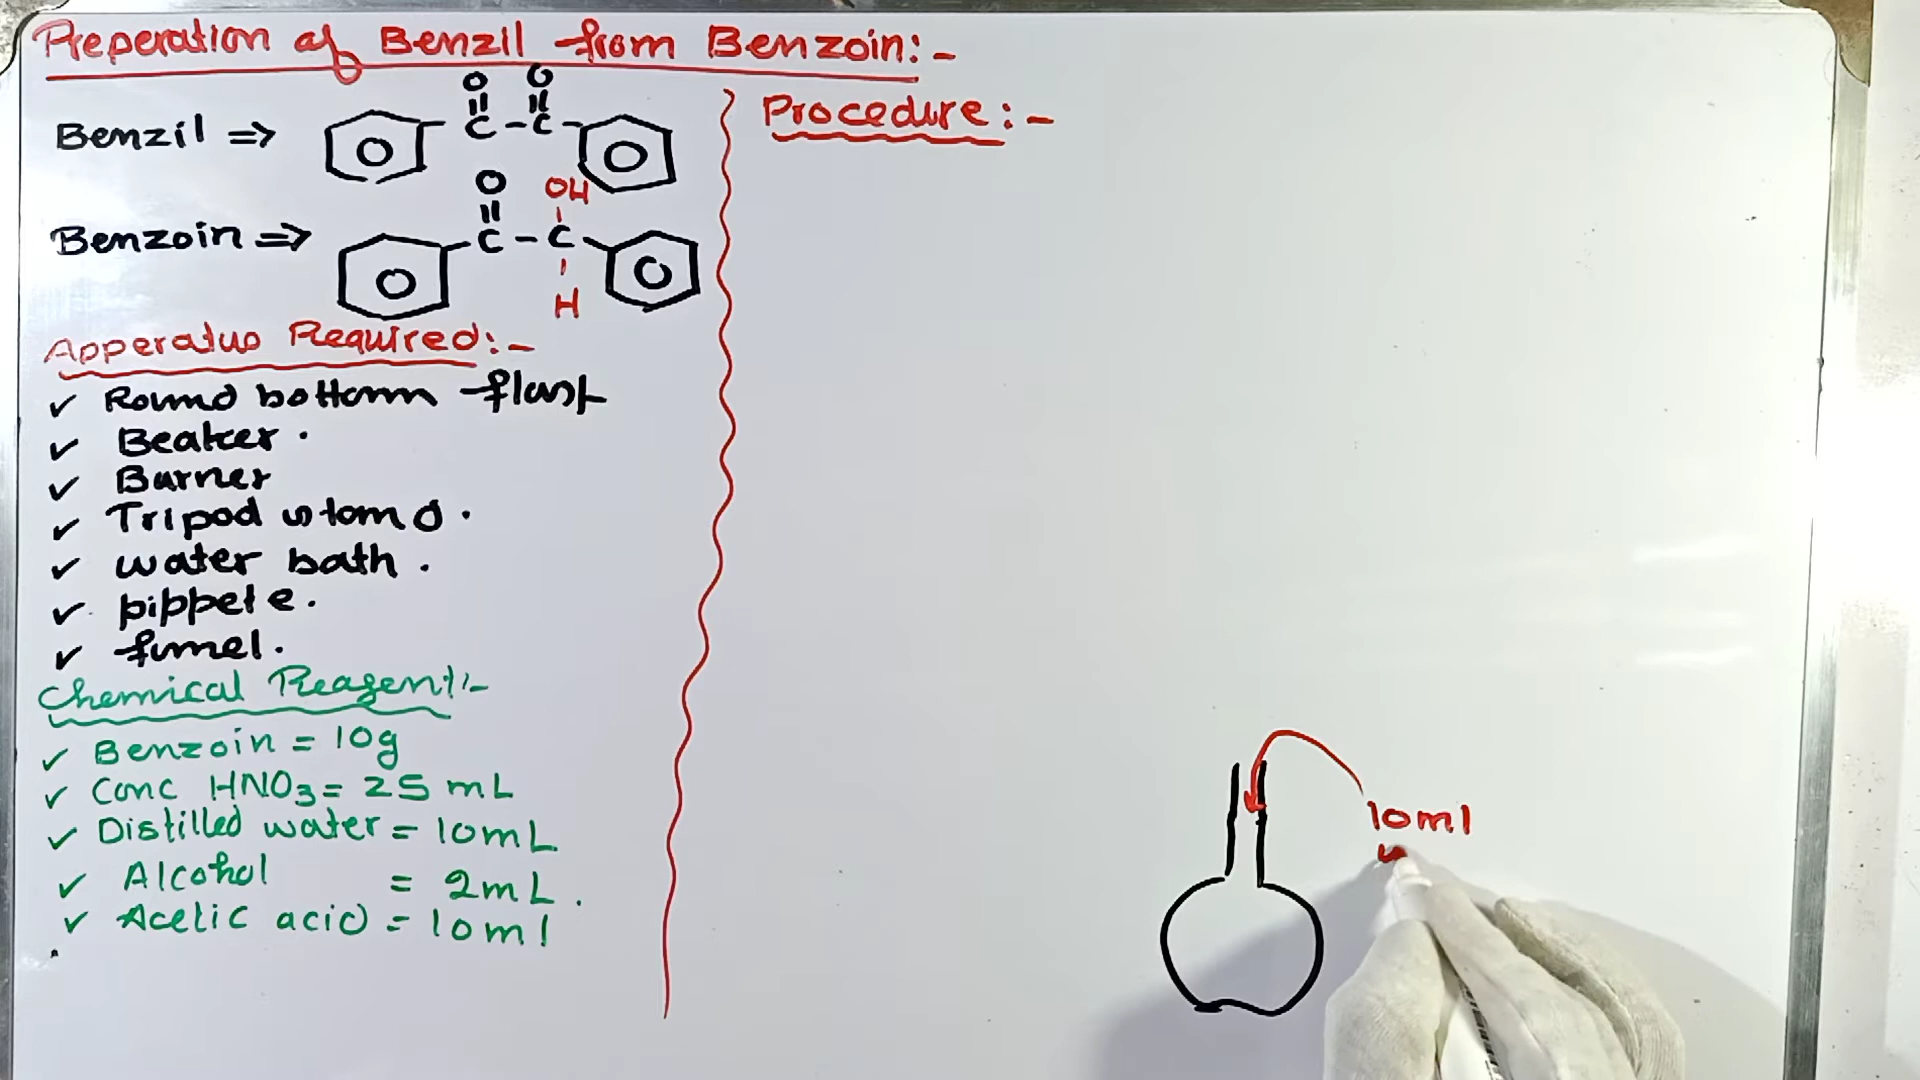 Preperation of Benzil from Benzoin:-
O O
Benzil ⇒ C - C -
O OH
Benzoin ⇒ C - C
H
Apperatus Required:-
✓ Round bottom flask
✓ Beaker.
✓ Burner
✓ Tripod stand.
✓ water bath.
✓ pippete.
✓ funnel.
Chemical Reagent:-
✓ Benzoin = 10g
✓ Conc HNO3 = 25 mL
✓ Distilled water = 10mL
✓ Alcohol = 2mL.
✓ Acetic acid = 10ml
Procedure:-
10ml